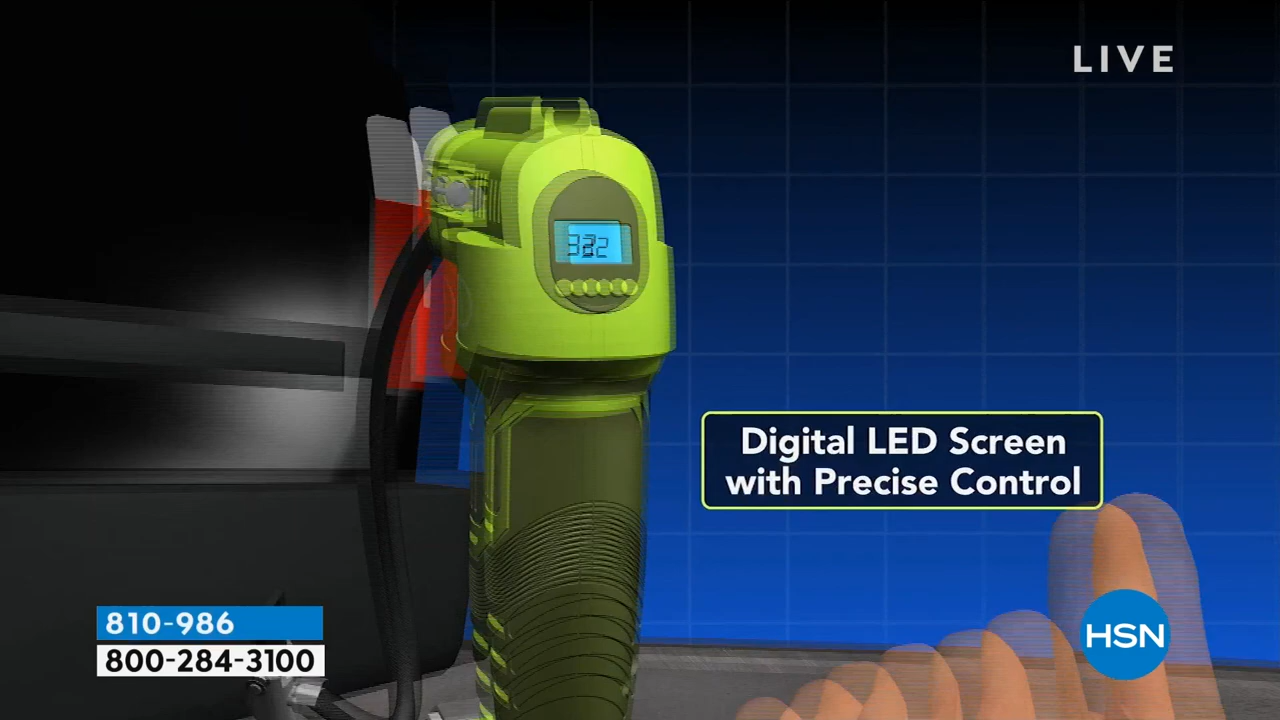 LIVE
Digital LED Screen
with Precise Control
810-986
800-284-3100
HSN